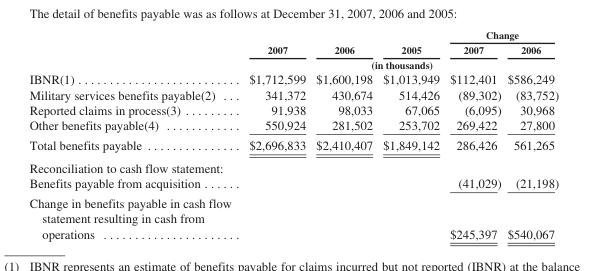 The detail of benefits payable was as follows at December 31, 2007, 2006 and 2005:
Change
2007 2006 2005 2007 2006
(in thousands)
IBNR(1) . . . . . . . . . . . . . . . . . . . . . . . . . $1,712,599 $1,600,198 $1,013,949 $112,401 $586,249
Military services benefits payable(2) . . . 341,372 430,674 514,426 (89,302) (83,752)
Reported claims in process(3) . . . . . . . . . 91,938 98,033 67,065 (6,095) 30,968
Other benefits payable(4) . . . . . . . . . . . . 550,924 281,502 253,702 269,422 27,800
Total benefits payable . . . . . . . . . . . . . . . $2,696,833 $2,410,407 $1,849,142 286,426 561,265
Reconciliation to cash flow statement:
Benefits payable from acquisition . . . . . . (41,029) (21,198)
Change in benefits payable in cash flow
statement resulting in cash from
operations . . . . . . . . . . . . . . . . . . . . . . $245,397 $540,067
(1) IBNR represents an estimate of benefits payable for claims incurred but not reported (IBNR) at the balance